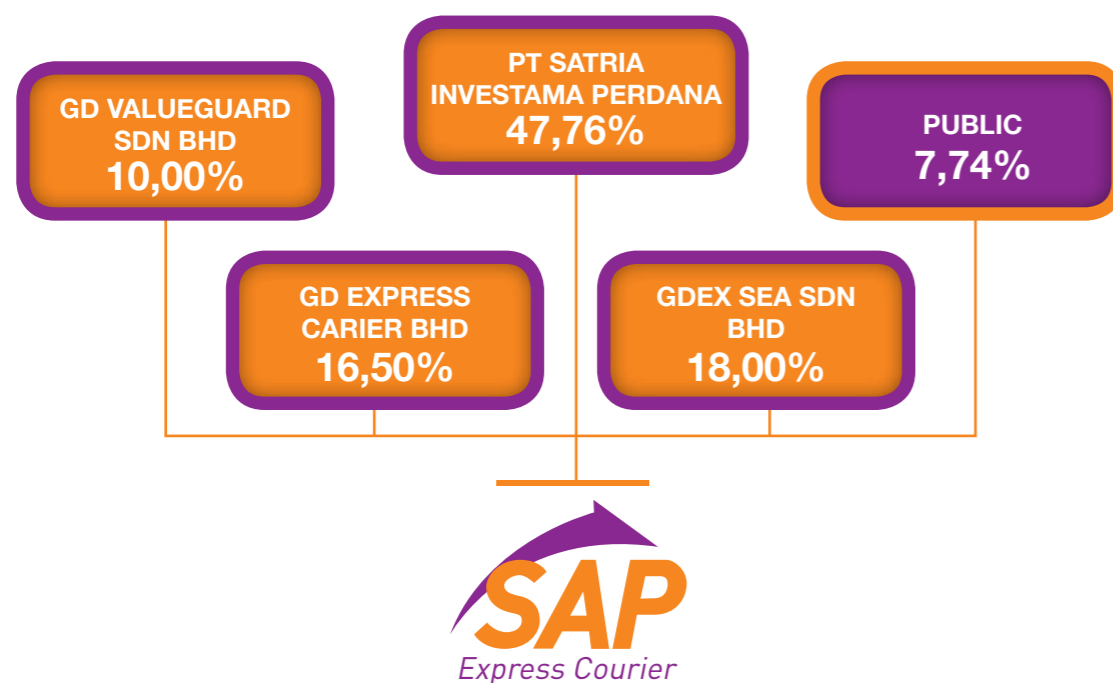 GD VALUEGUARD
SDN BHD
10,00%
PT SATRIA
INVESTAMA PERDANA
47,76%
PUBLIC
7,74%
GD EXPRESS
CARIER BHD
16,50%
GDEX SEA SDN
BHD
18,00%
SAP
Express Courier